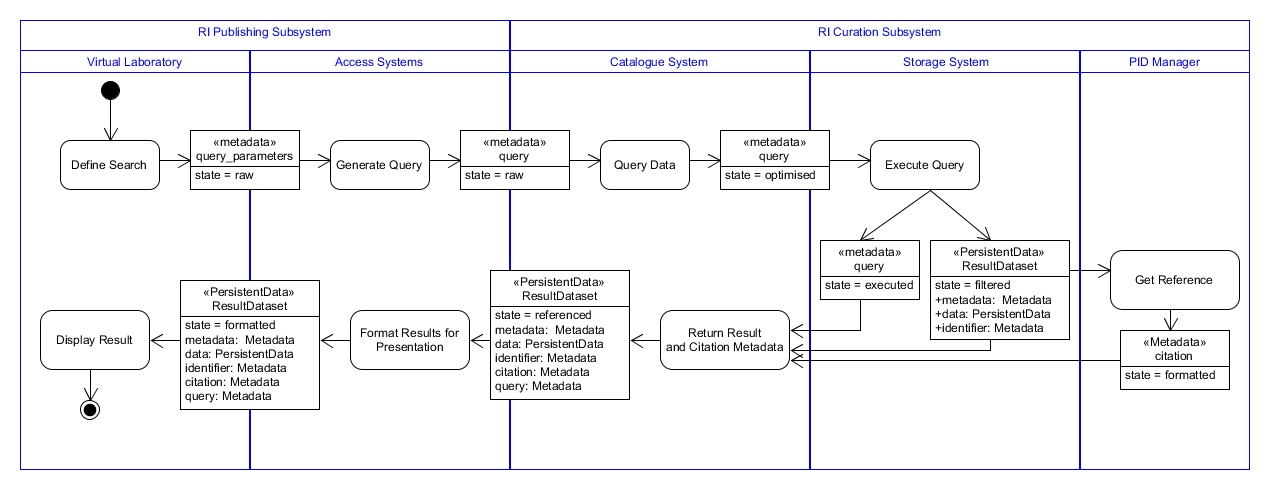 RI Publishing Subsystem
RI Curation Subsystem
Virtual Laboratory
Access Systems
Catalogue System
Storage System
PID Manager
Define Search
«metadata»
query_parameters
state = raw
Generate Query
«metadata»
query
state = raw
Query Data
«metadata»
query
state = optimised
Execute Query
«metadata»
query
state = executed
«PersistentData»
ResultDataset
state = filtered
+metadata:  Metadata
+data: PersistentData
+identifier: Metadata
Get Reference
«Metadata»
citation
state = formatted
Return Result
and Citation Metadata
«PersistentData»
ResultDataset
state = referenced
metadata:  Metadata
data: PersistentData
identifier: Metadata
citation: Metadata
query: Metadata
Format Results for
Presentation
«PersistentData»
ResultDataset
state = formatted
metadata:  Metadata
data: PersistentData
identifier: Metadata
citation: Metadata
query: Metadata
Display Result